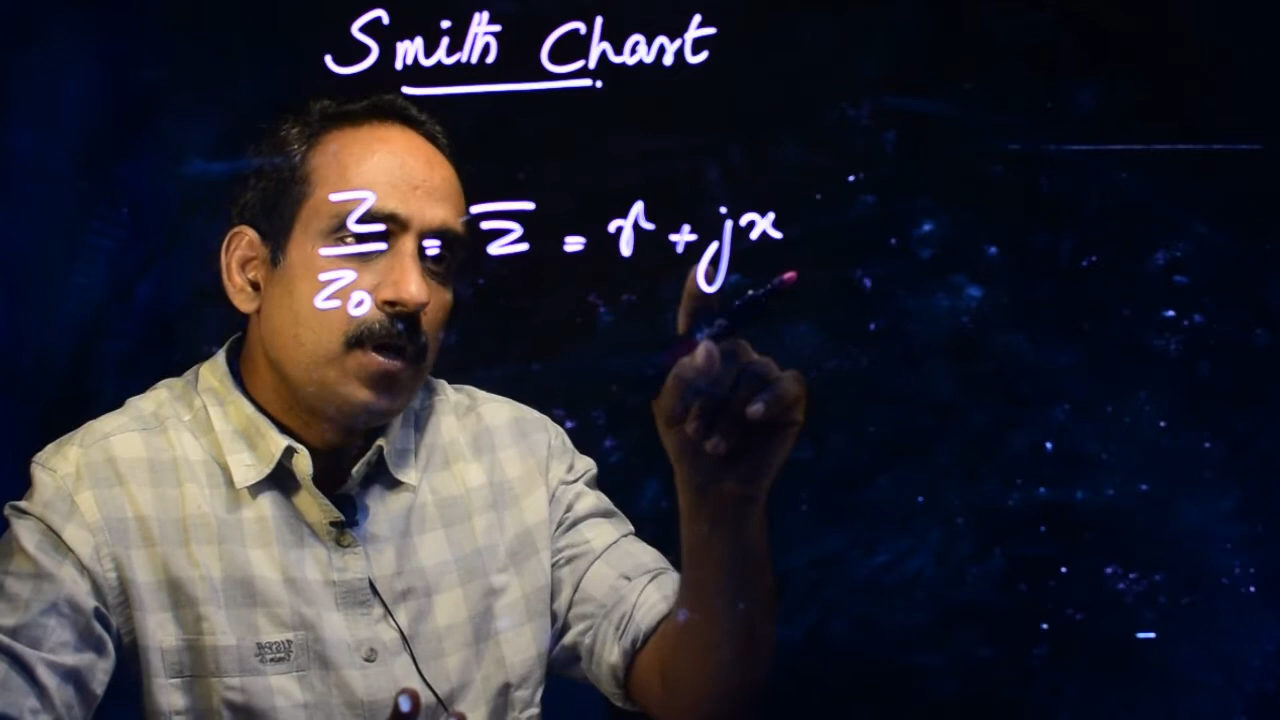 Smith Chart
Z/Z0 = Z̅ = r + jx